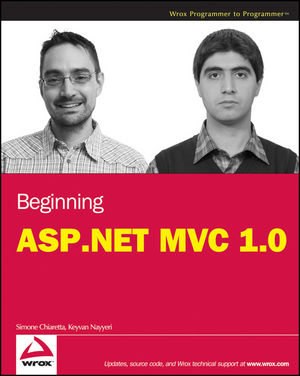 Wrox Programmer to Programmer™
Beginning
ASP.NET MVC 1.0
Simone Chiaretta, Keyvan Nayyeri
wrox™
Updates, source code, and Wrox technical support at www.wrox.com